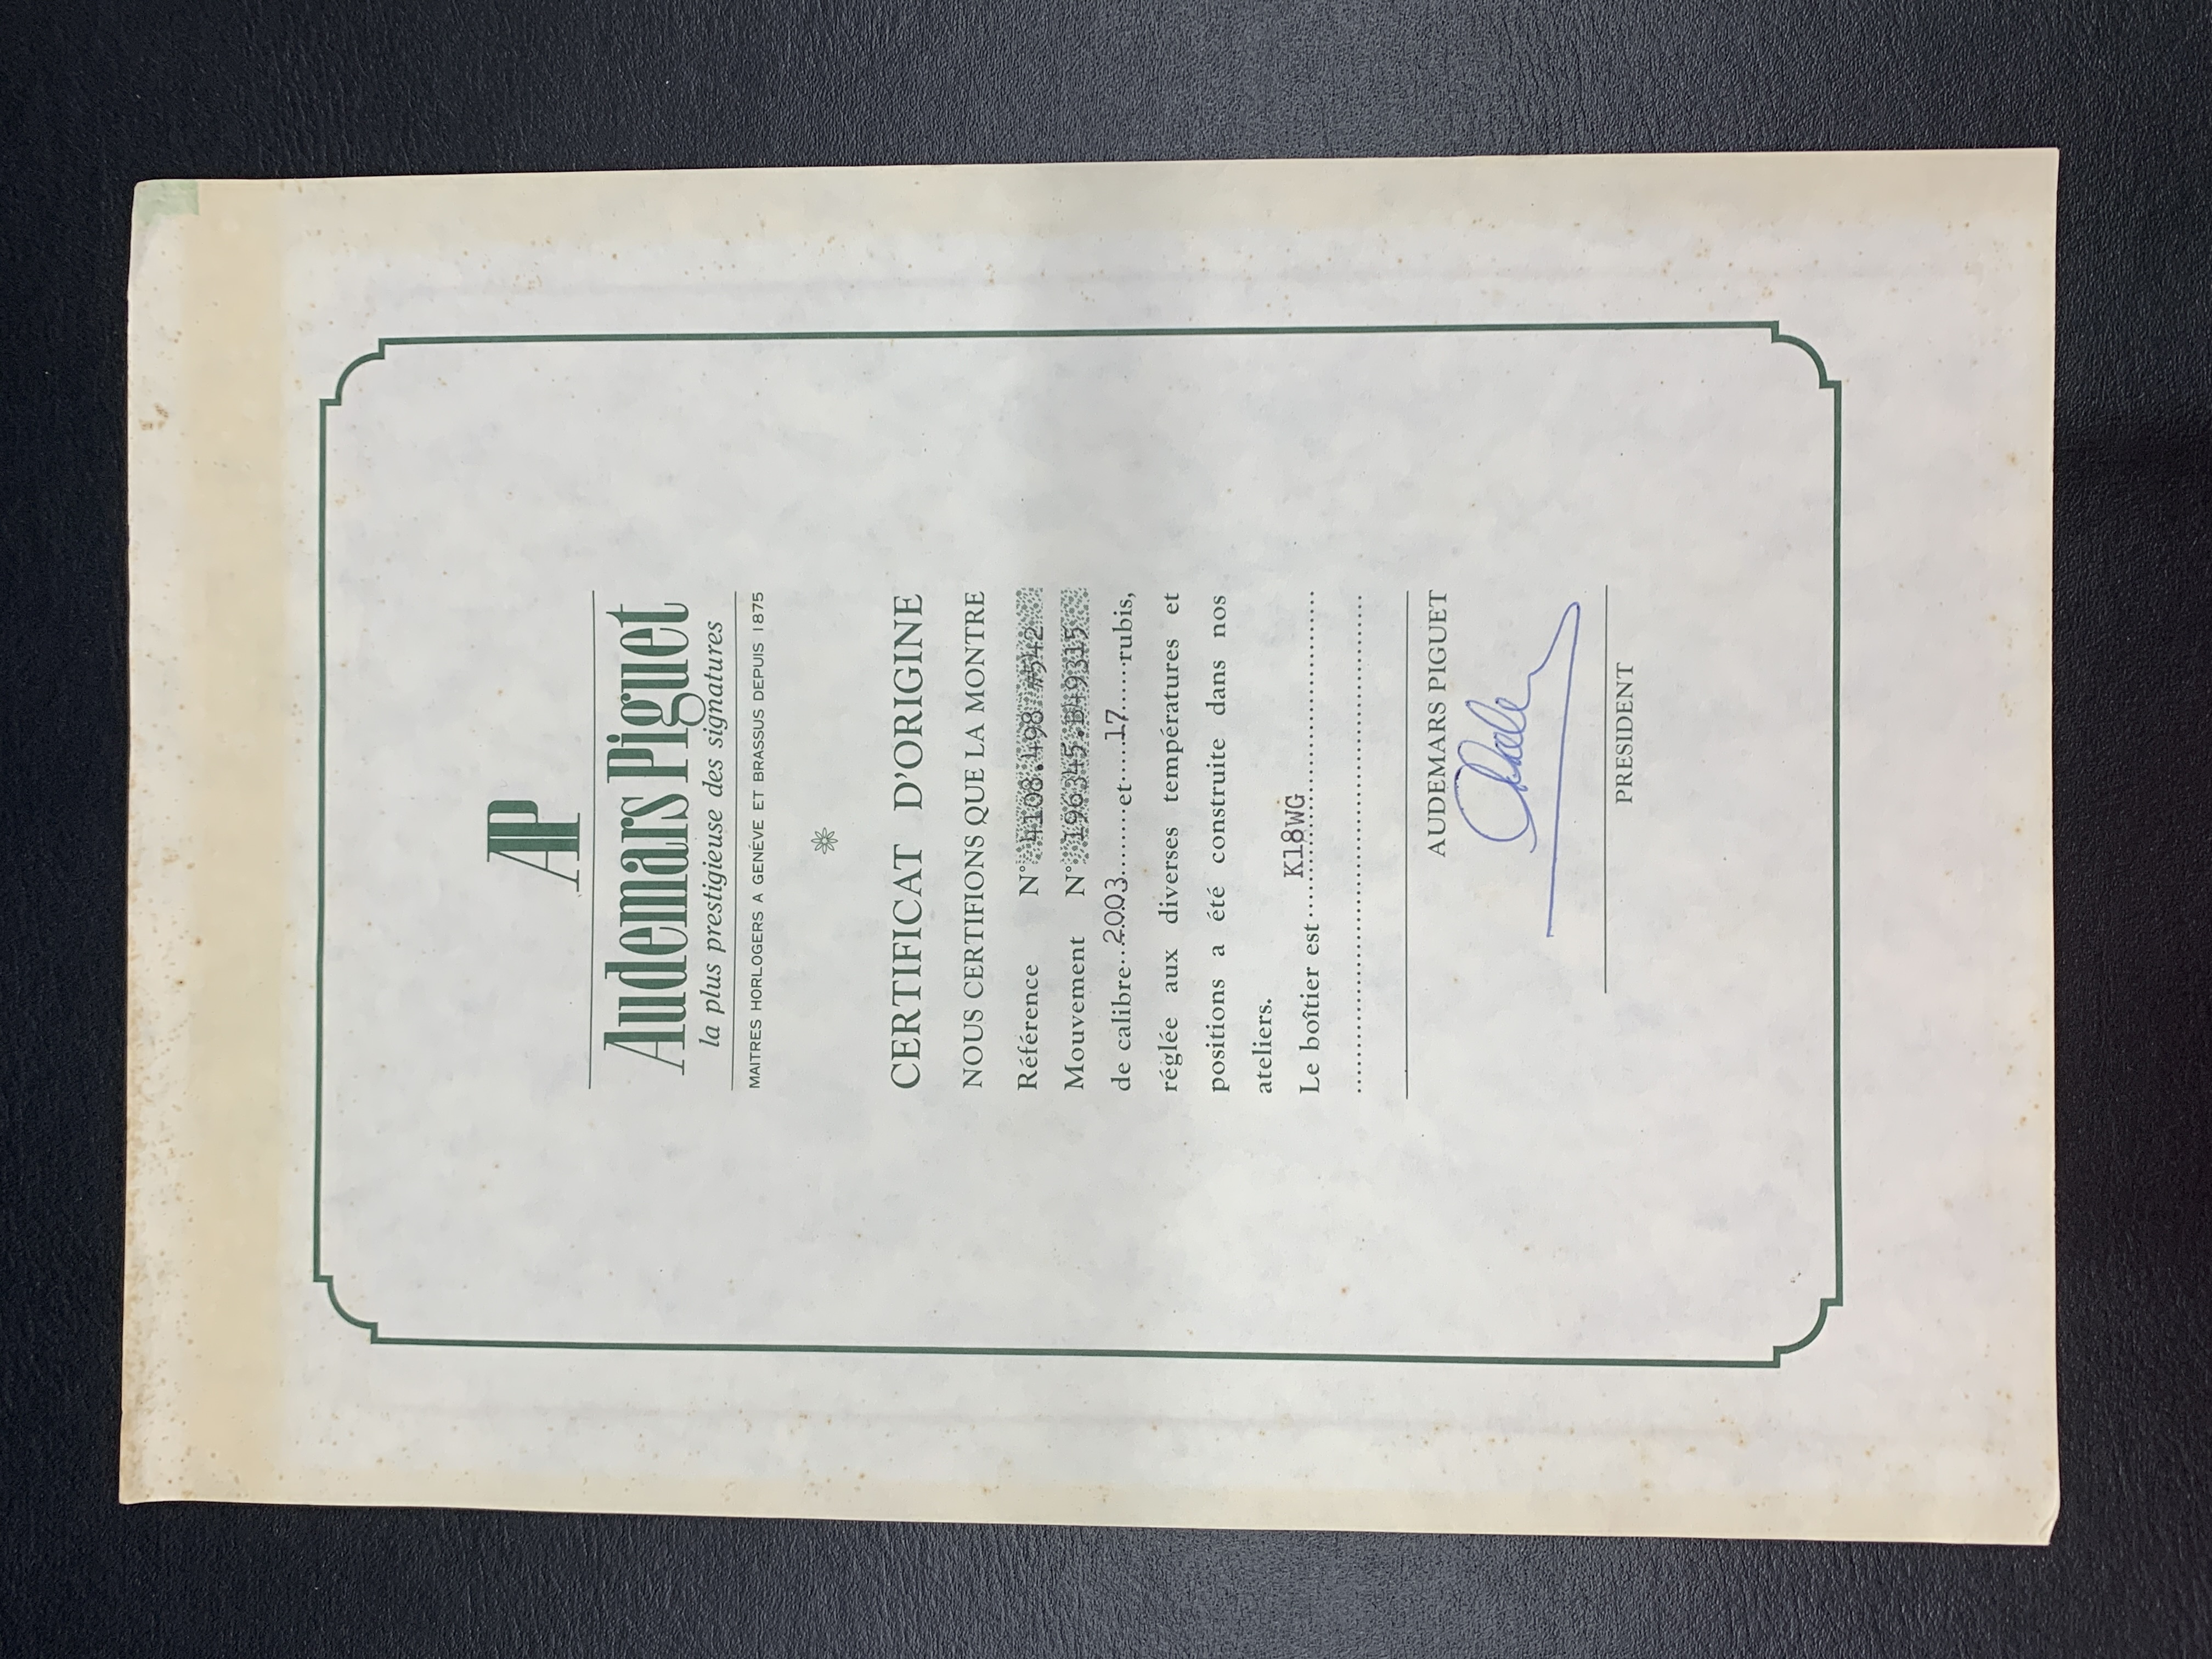 AP
Audemars Piguet
la plus prestigieuse des signatures
MAITRES HORLOGERS A GENÉVE ET BRASSUS DEPUIS 1875
CERTIFICAT D'ORIGINE
NOUS CERTIFIONS QUE LA MONTRE
Référence N°
Mouvement N°
de calibre..2003.........et.....17......rubis,
réglée aux diverses températures et
positions a été construite dans nos
ateliers.
Le boîtier est K18WG
AUDEMARS PIGUET
PRESIDENT